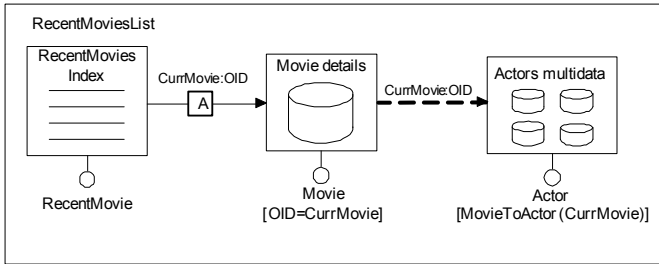 RecentMoviesList
RecentMovies
Index
CurrMovie:OID
A
Movie details
CurrMovie:OID
Actors multidata
RecentMovie
Movie
[OID=CurrMovie]
Actor
[MovieToActor (CurrMovie)]